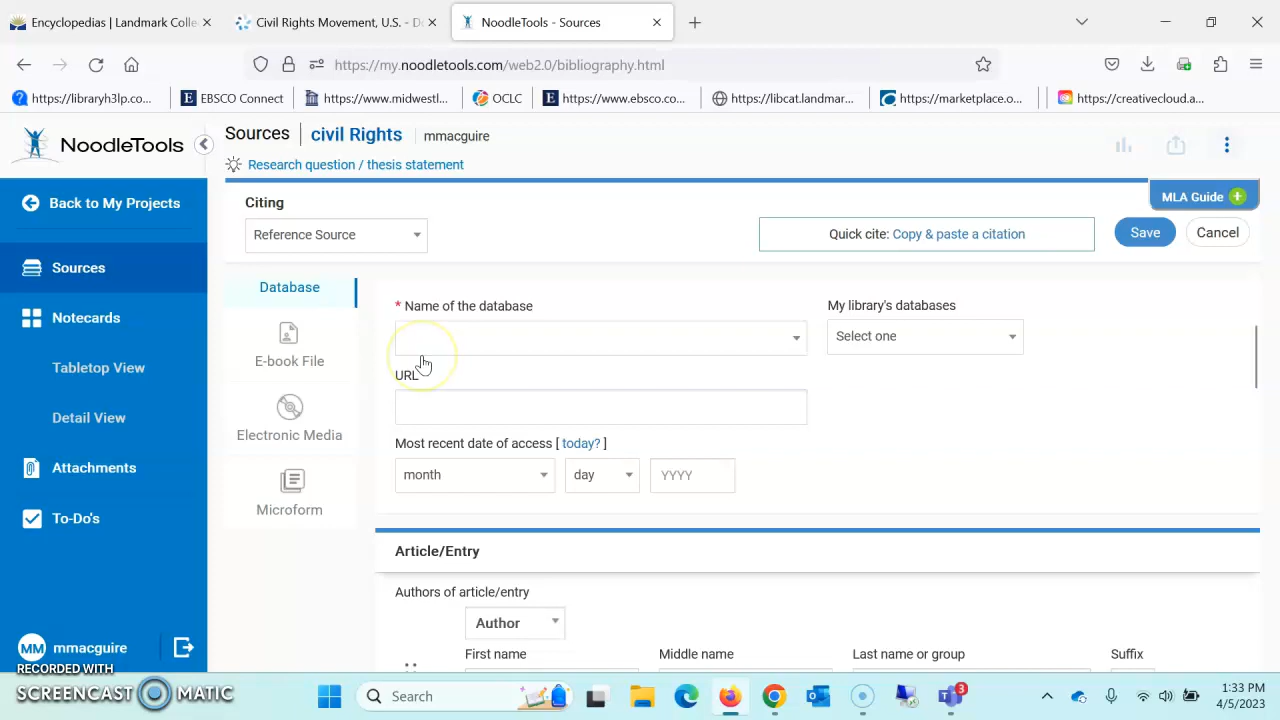 Encyclopedias | Landmark Colle
Civil Rights Movement, U.S. - Do
NoodleTools - Sources
https://my.noodletools.com/web2.0/bibliography.html
https://libraryh3lp.co...
EBSCO Connect
https://www.midwestl...
OCLC
https://www.ebsco.co...
https://libcat.landmar...
https://marketplace.o...
https://creativecloud.a...
NoodleTools
Sources
civil Rights
mmacguire
Research question / thesis statement
MLA Guide
Back to My Projects
Sources
Notecards
Tabletop View
Detail View
Attachments
To-Do's
MM mmacguire
Citing
Reference Source
Quick cite: Copy & paste a citation
Save
Cancel
Database
E-book File
Electronic Media
Microform
* Name of the database
My library's databases
Select one
URL
Most recent date of access [ today? ]
month
day
YYYY
Article/Entry
Authors of article/entry
Author
First name
Middle name
Last name or group
Suffix
RECORDED WITH
SCREENCAST MATIC
Search
3
1:33 PM
4/5/2023